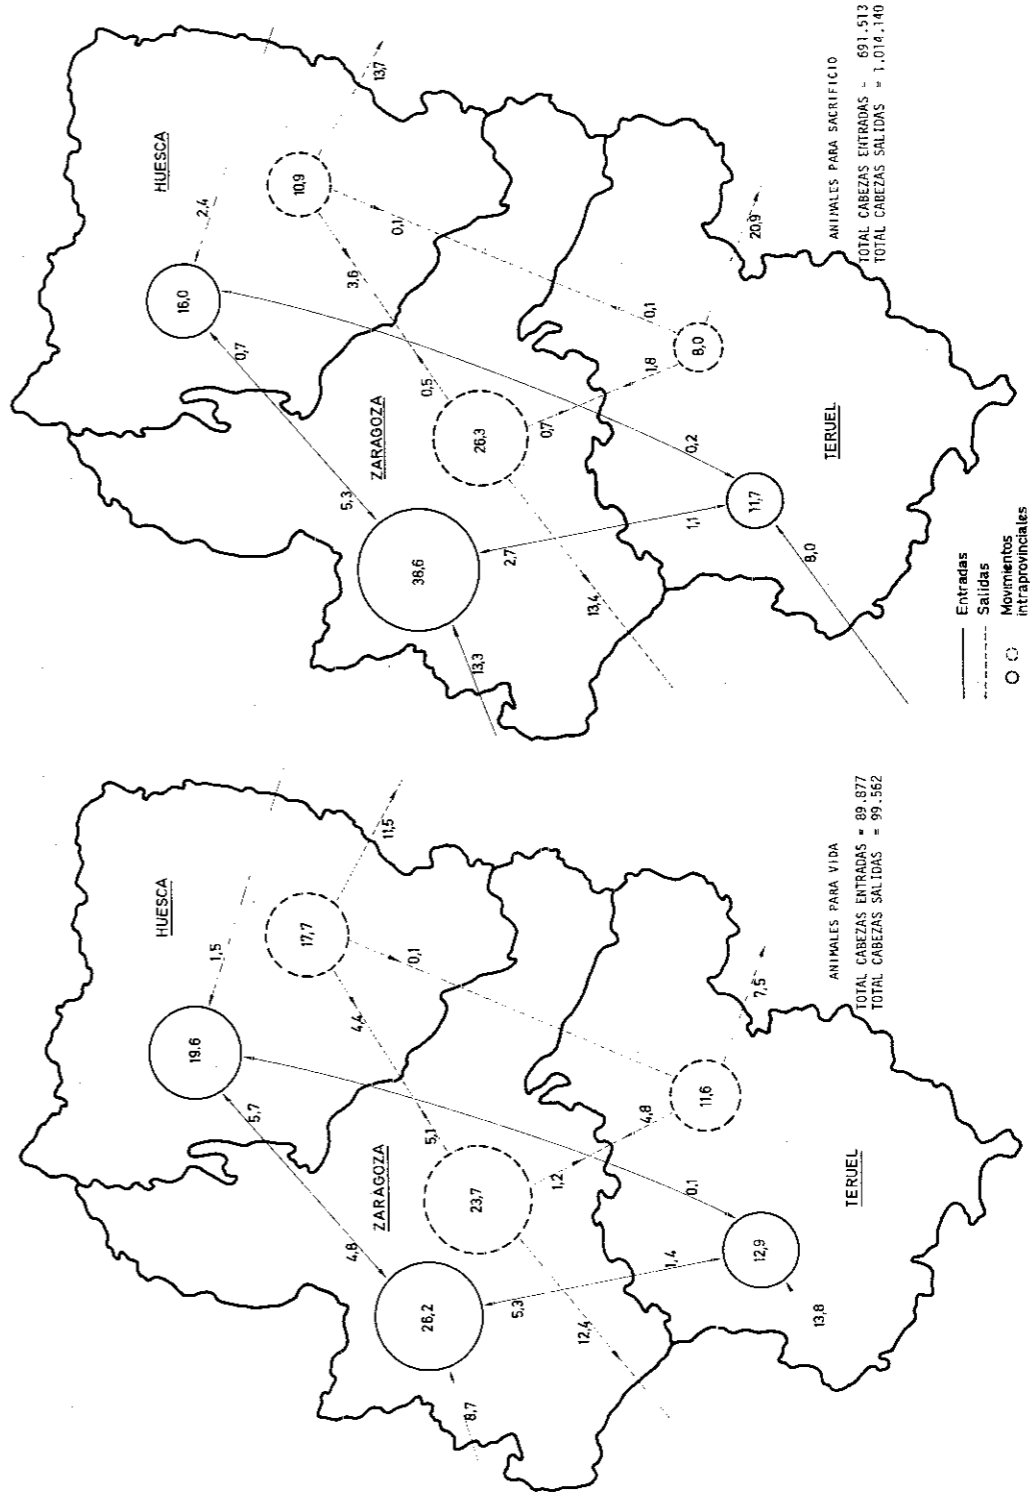 HUESCA
19.6
1,5
5,7
17,7
4,8
4,4
ZARAGOZA
11,5
0,1
26,2
5,1
8,7
23,7
5,3
1,2
12,4
4,8
1,4
0,1
11,6
12,9
7,5
13,8
TERUEL
ANIMALES PARA VIDA
TOTAL CABEZAS ENTRADAS = 89.877
TOTAL CABEZAS SALIDAS = 99.562
HUESCA
16,0
2,4
0,7
10,9
5,3
3,6
ZARAGOZA
13,7
0,1
38,6
0,5
13,3
26,3
2,7
0,7
13,4
1,8
0,1
1,1
0,2
8,0
11,7
20,9
8,0
TERUEL
ANIMALES PARA SACRIFICIO
TOTAL CABEZAS ENTRADAS - 691.513
TOTAL CABEZAS SALIDAS = 1.014.140
Entradas
Salidas
Movimientos
intraprovinciales